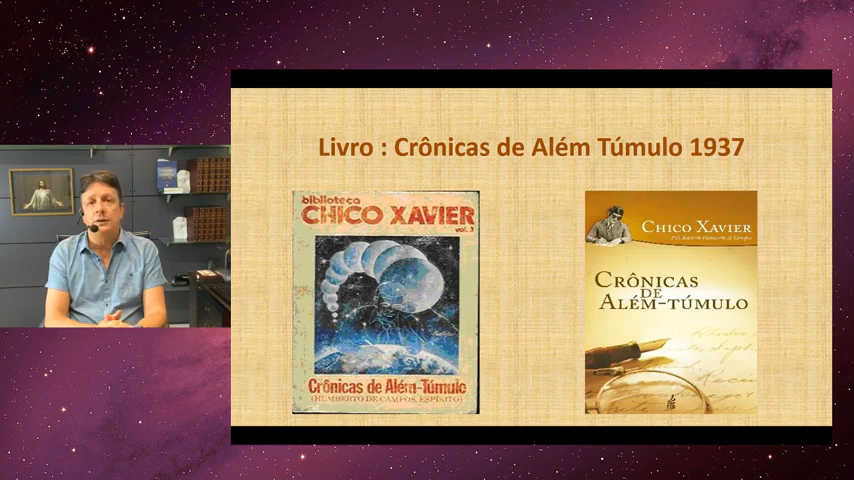 Livro : Crônicas de Além Túmulo 1937
biblioteca
CHICO XAVIER
vol. 3
Crônicas de Além-Túmulo
(HUMBERTO DE CAMPOS, ESPÍRITO)
CHICO XAVIER
CRÔNICAS
DE
ALÉM-TÚMULO